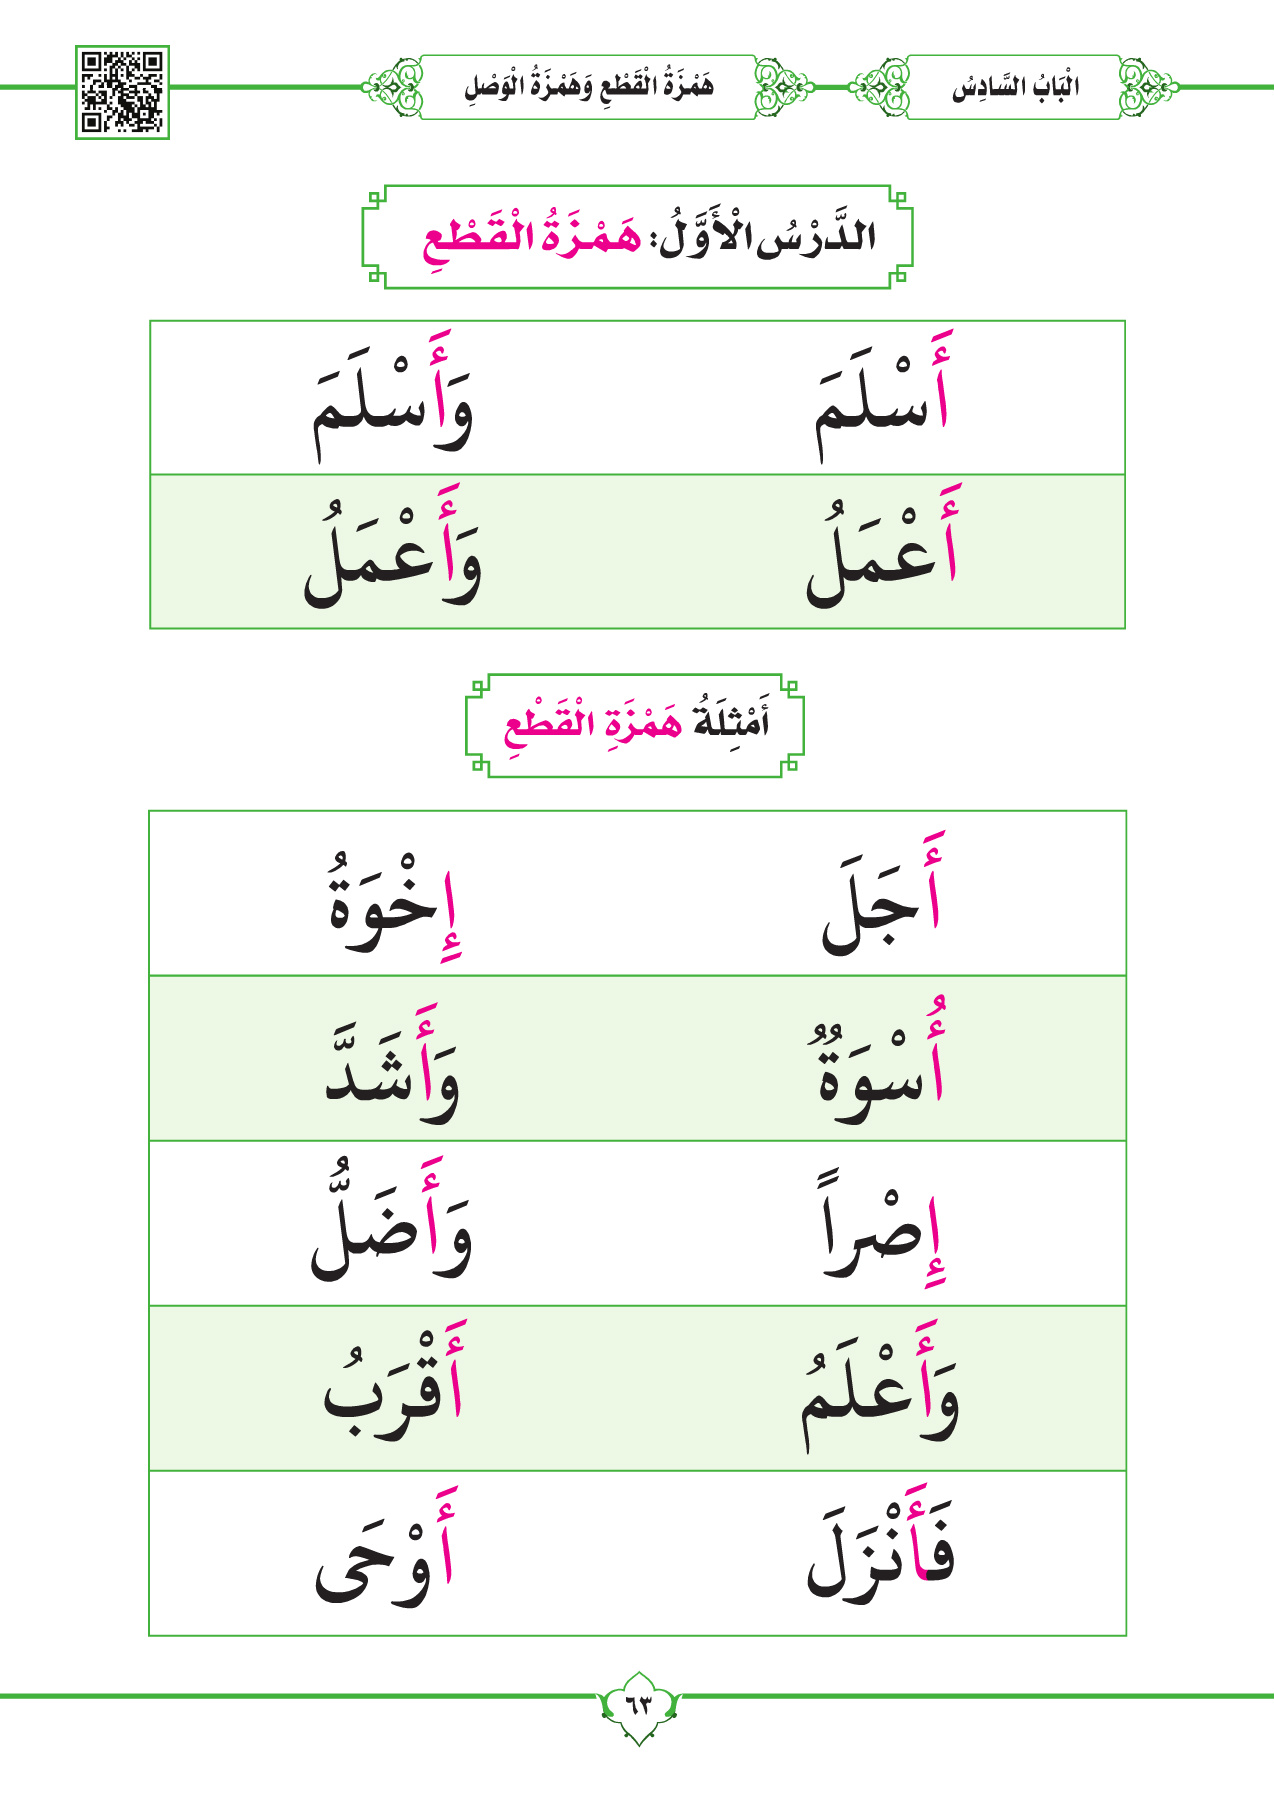 الْبَابُ السَّادِسُ
هَمْزَةُ الْقَطْعِ وَهَمْزَةُ الْوَصْلِ
الدَّرْسُ الْأَوَّلُ: هَمْزَةُ الْقَطْعِ
أَسْلَمَ وَأَسْلَمَ
أَعْمَلُ وَأَعْمَلُ
أَمْثِلَةُ هَمْزَةِ الْقَطْعِ
أَجَلَ إِخْوَةُ
أُسْوَةٌ وَأَشَدَّ
إِصْراً وَأَضَلُّ
وَأَعْلَمُ أَقْرَبُ
فَأَنْزَلَ أَوْحَى
٦٣